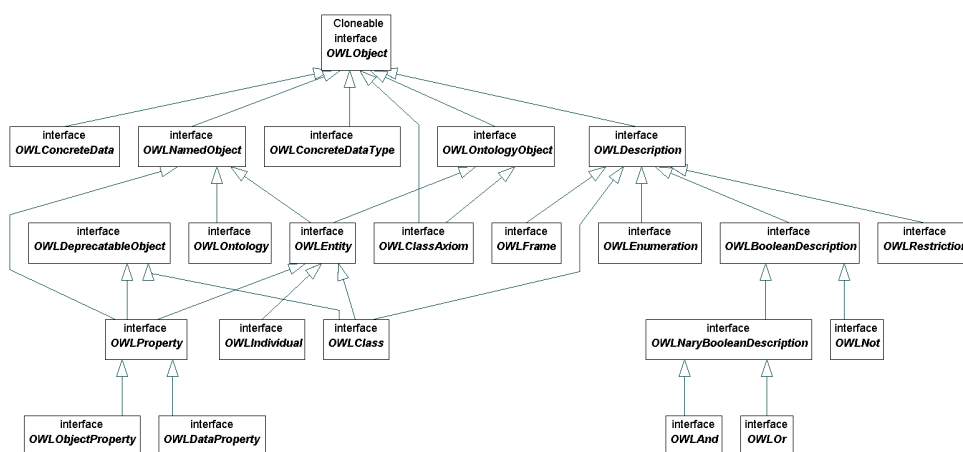 Cloneable
interface
OWLObject
interface
OWLConcreteData
interface
OWLNamedObject
interface
OWLConcreteDataType
interface
OWLOntologyObject
interface
OWLDescription
interface
OWLDeprecatableObject
interface
OWLOntology
interface
OWLEntity
interface
OWLClassAxiom
interface
OWLFrame
interface
OWLEnumeration
interface
OWLBooleanDescription
interface
OWLRestriction
interface
OWLProperty
interface
OWLIndividual
interface
OWLClass
interface
OWLNaryBooleanDescription
interface
OWLNot
interface
OWLObjectProperty
interface
OWLDataProperty
interface
OWLAnd
interface
OWLOr